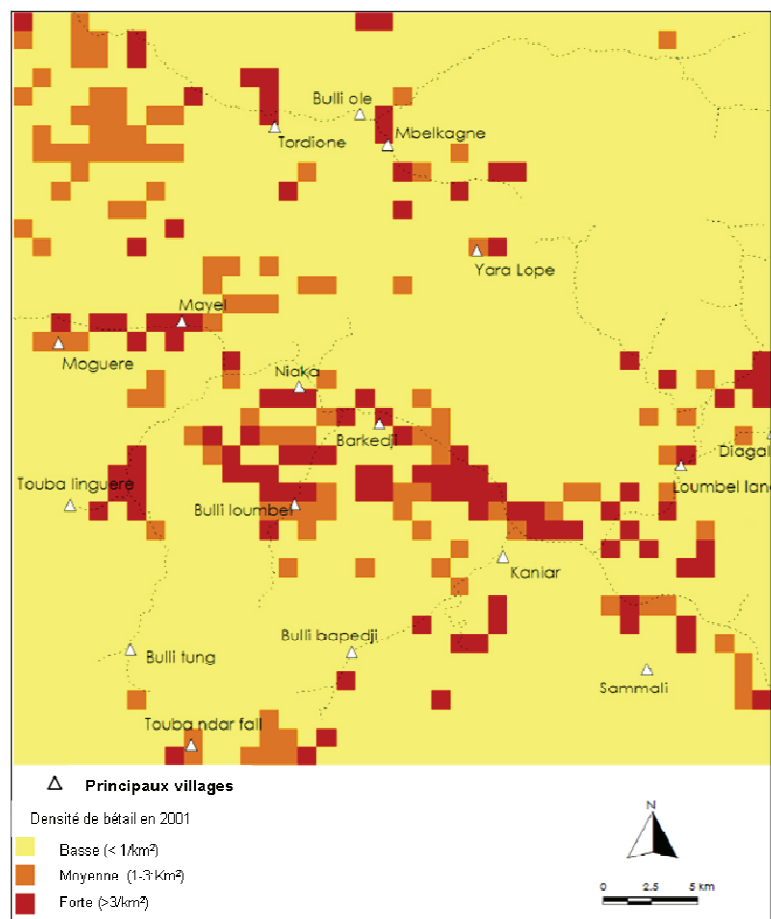 Bulli ole
Tordione
Mbelkagne
Yara Lope
Mayel
Moguere
Niaka
Barkedji
Diagal
Touba linguere
Loumbel lana
Bulli loumbel
Kaniar
Bulli bapedji
Bulli tung
Sammali
Touba ndar fall
Principaux villages
Densité de bétail en 2001
N
Basse (< 1/km²)
Moyenne (1-3 Km²)
Forte (>3/km²)
0 2.5 5 km